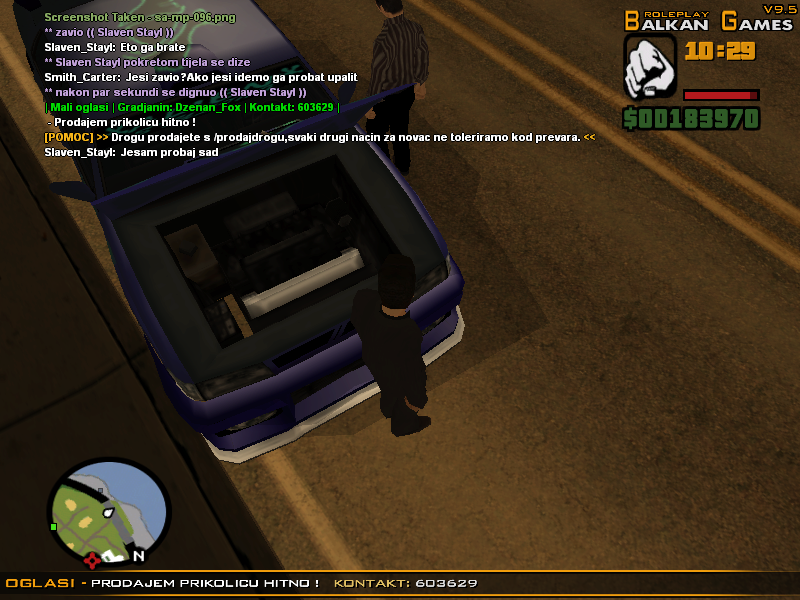 Screenshot Taken - sa-mp-096.png
** zavio (( Slaven Stayl ))
Slaven_Stayl: Eto ga brate
** Slaven Stayl pokretom tijela se dize
Smith_Carter: Jesi zavio?Ako jesi idemo ga probat upalit
** nakon par sekundi se dignuo (( Slaven Stayl ))
| Mali oglasi | Gradjanin: Dzenan_Fox | Kontakt: 603629 |
- Prodajem prikolicu hitno !
[POMOC] >> Drogu prodajete s /prodajdrogu,svaki drugi nacin za novac ne toleriramo kod prevara. <<
Slaven_Stayl: Jesam probaj sad
V9.5
ROLEPLAY
BALKAN GAMES
10:29
$00183970
N
OGLASI - PRODAJEM PRIKOLICU HITNO ! KONTAKT: 603629